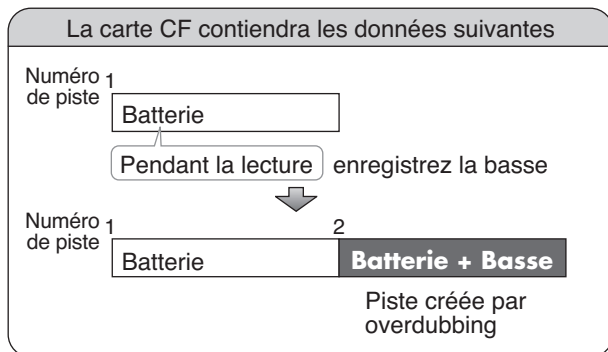 La carte CF contiendra les données suivantes
Numéro
de piste
1
Batterie
Pendant la lecture enregistrez la basse
Numéro
de piste
1 2
Batterie Batterie + Basse
Piste créée par
overdubbing